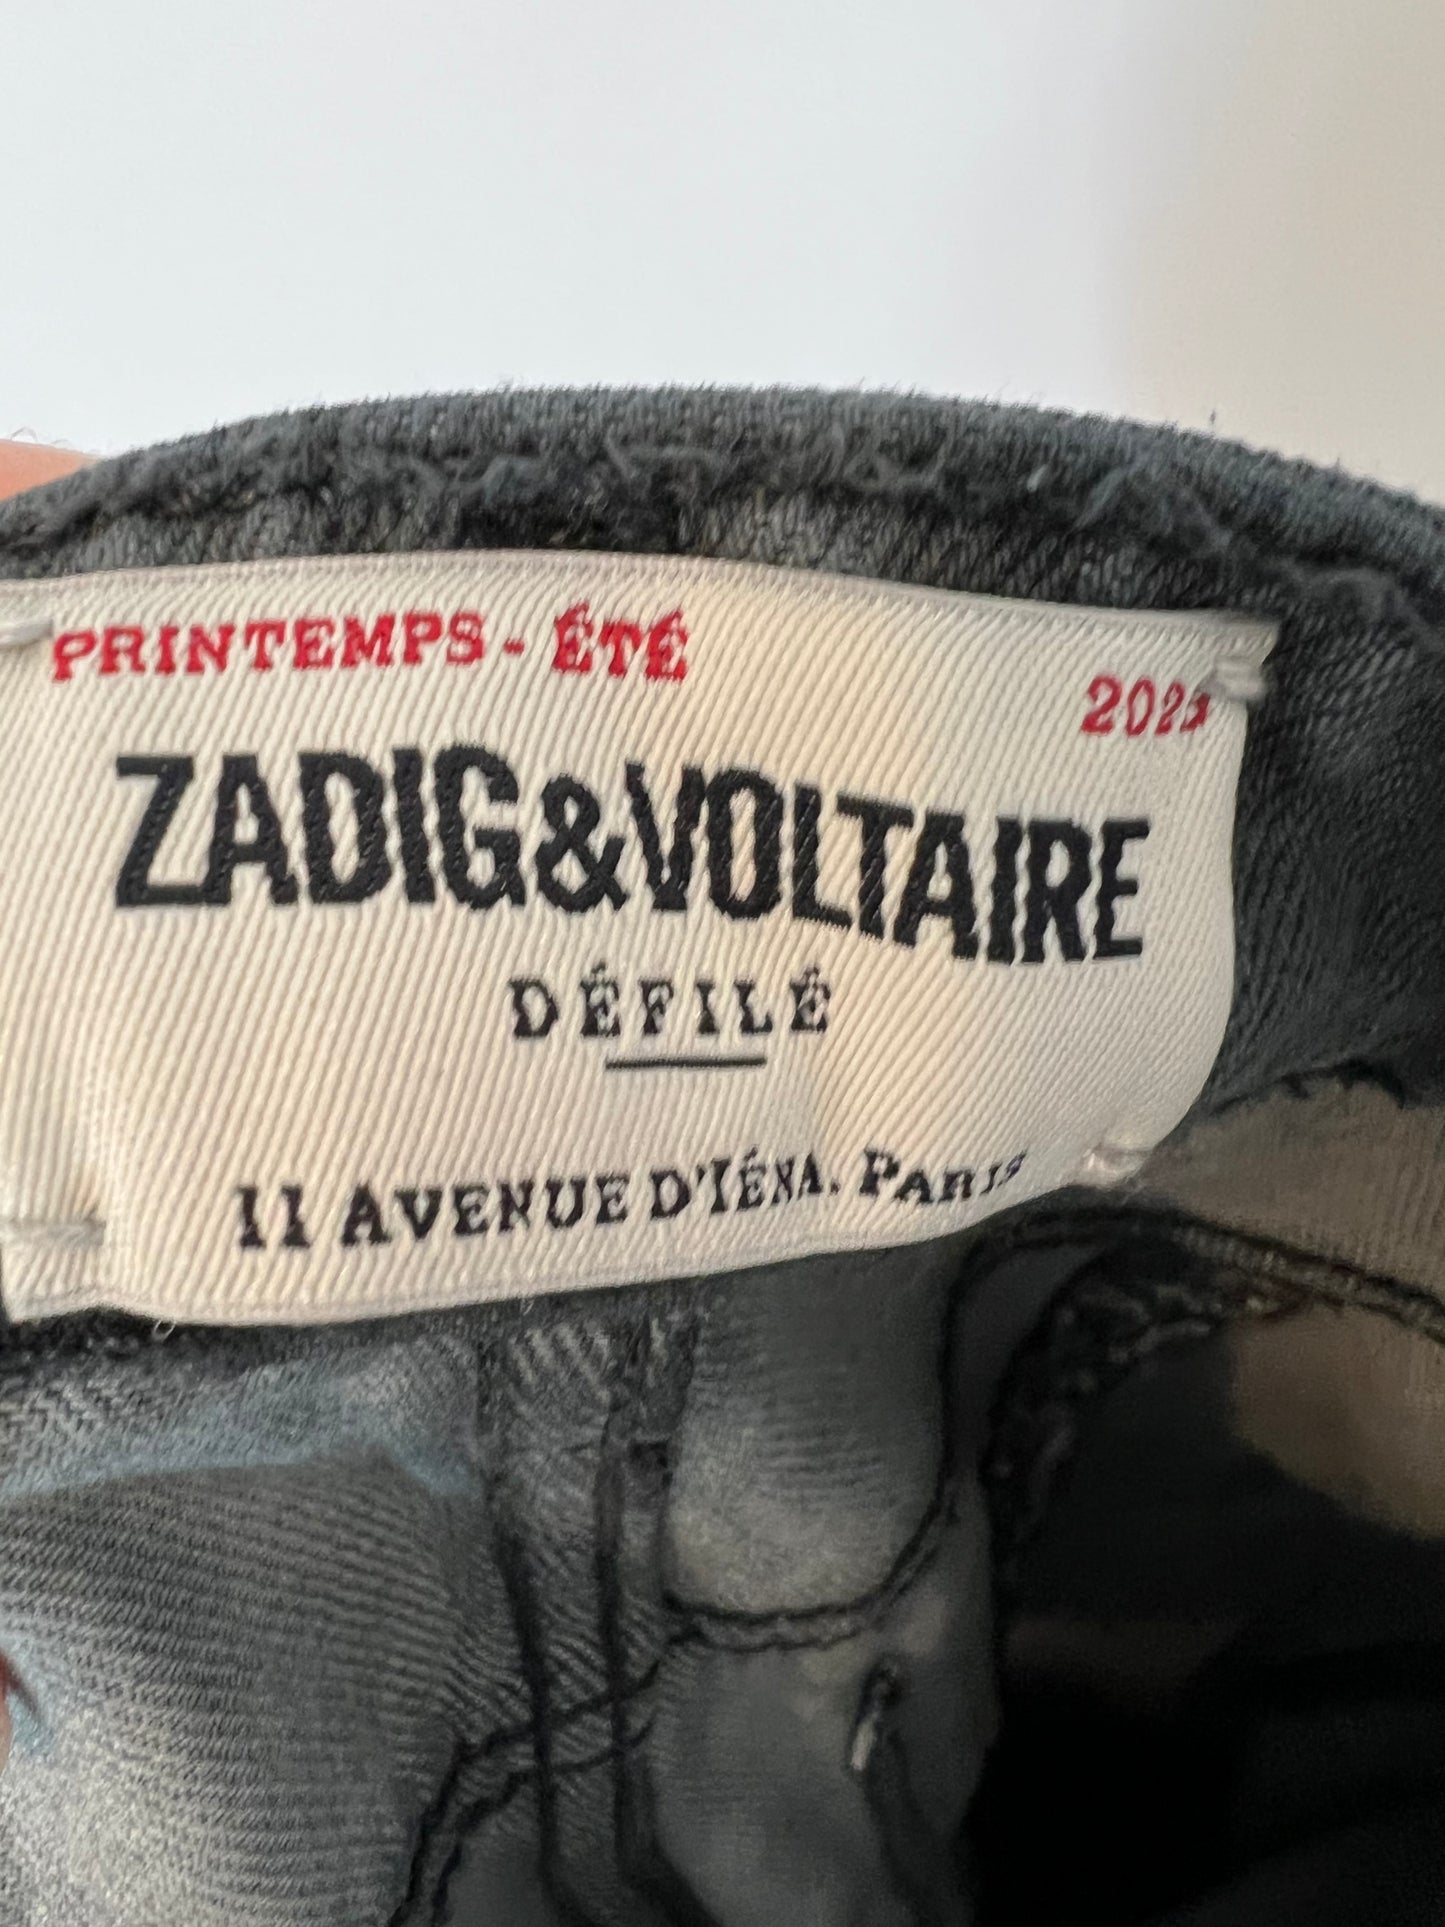 PRINTEMPS - ÉTÉ
ZADIG&VOLTAIRE
DÉFILÉ
11 AVENUE D'IÉNA. PARIS